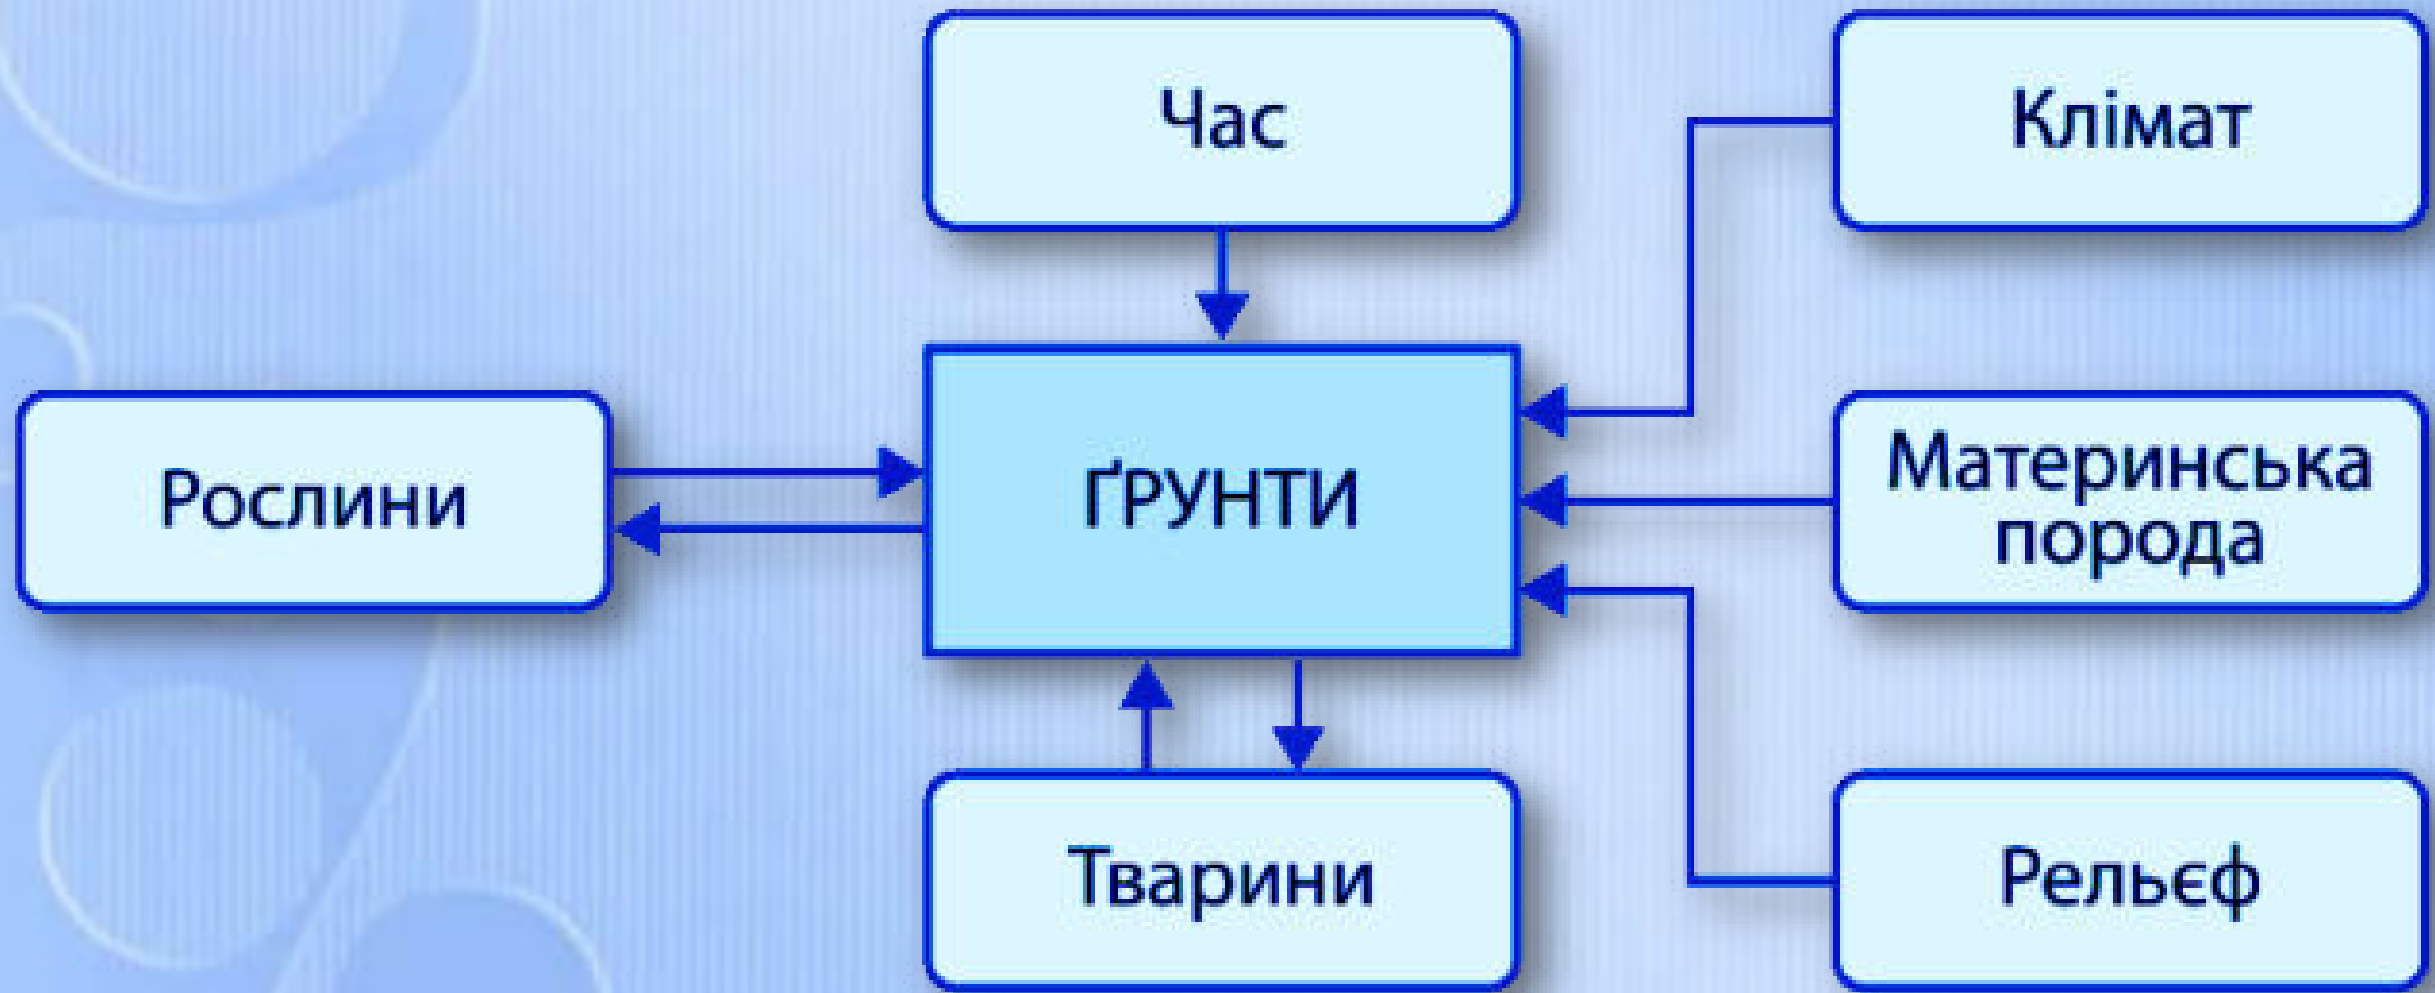 Час
Клімат
Рослини
ҐРУНТИ
Материнська
порода
Тварини
Рельєф